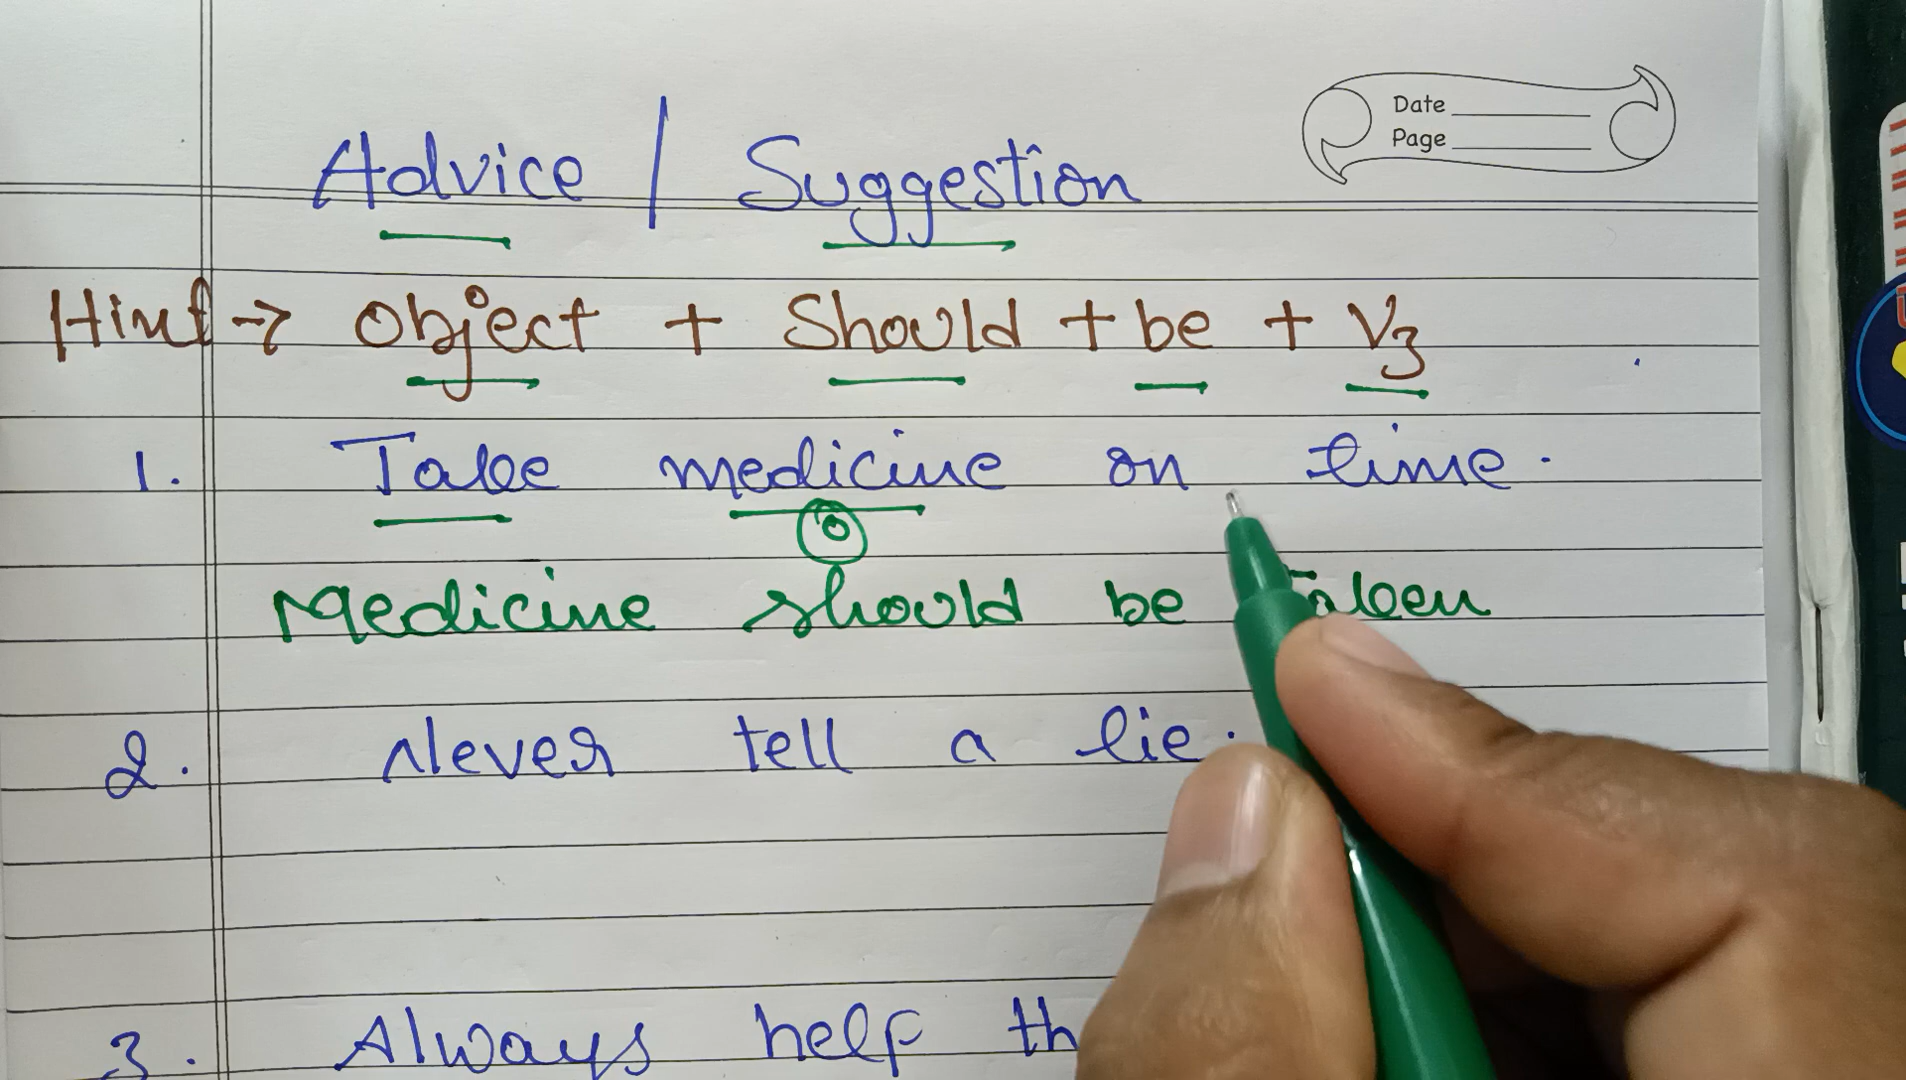 Date
Page
Advice / Suggestion
Hint → Object + Should + be + V3
1. Take medicine on time.
O
Medicine should be Taken
2. Never tell a lie.
3. Always help